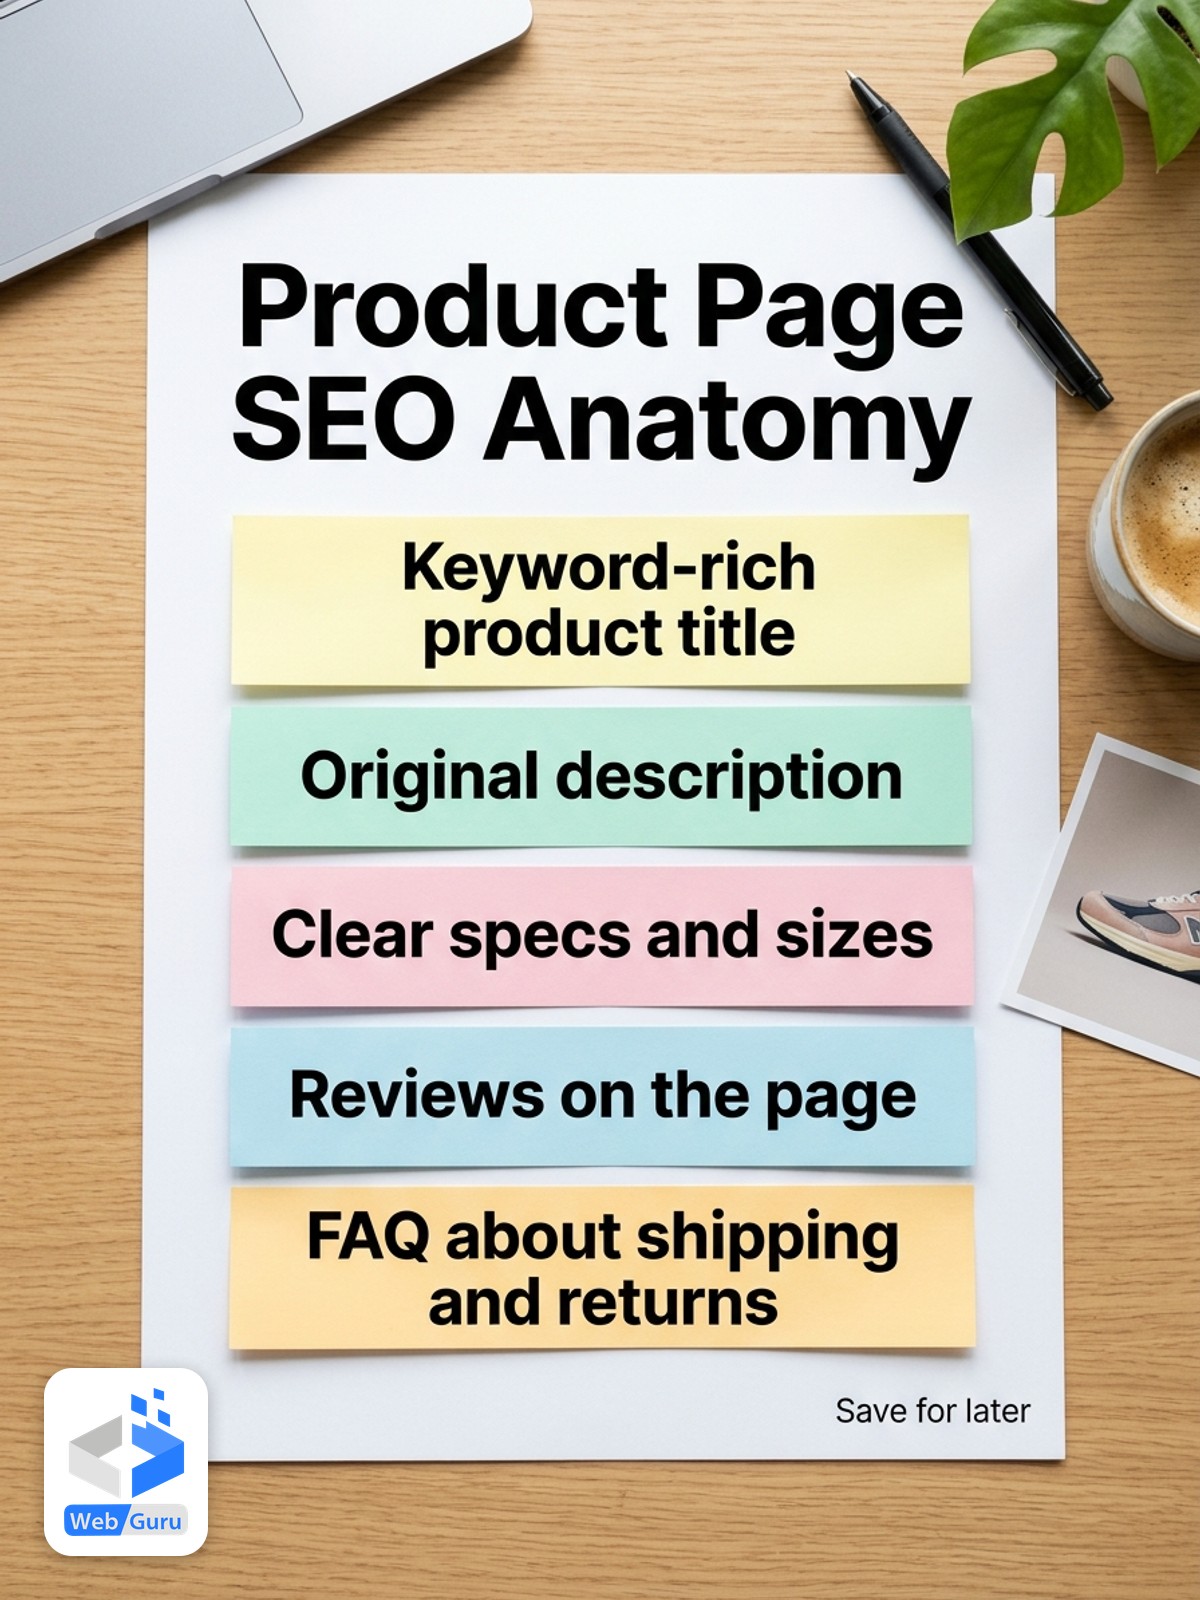 Product Page
SEO Anatomy
Keyword-rich
product title
Original description
Clear specs and sizes
Reviews on the page
FAQ about shipping
and returns
Save for later
Web Guru